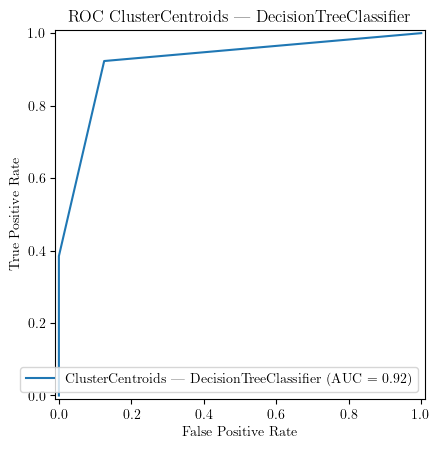 ROC ClusterCentroids — DecisionTreeClassifier
True Positive Rate
1.0
0.8
0.6
0.4
0.2
0.0
ClusterCentroids — DecisionTreeClassifier (AUC = 0.92)
0.0 0.2 0.4 0.6 0.8 1.0
False Positive Rate